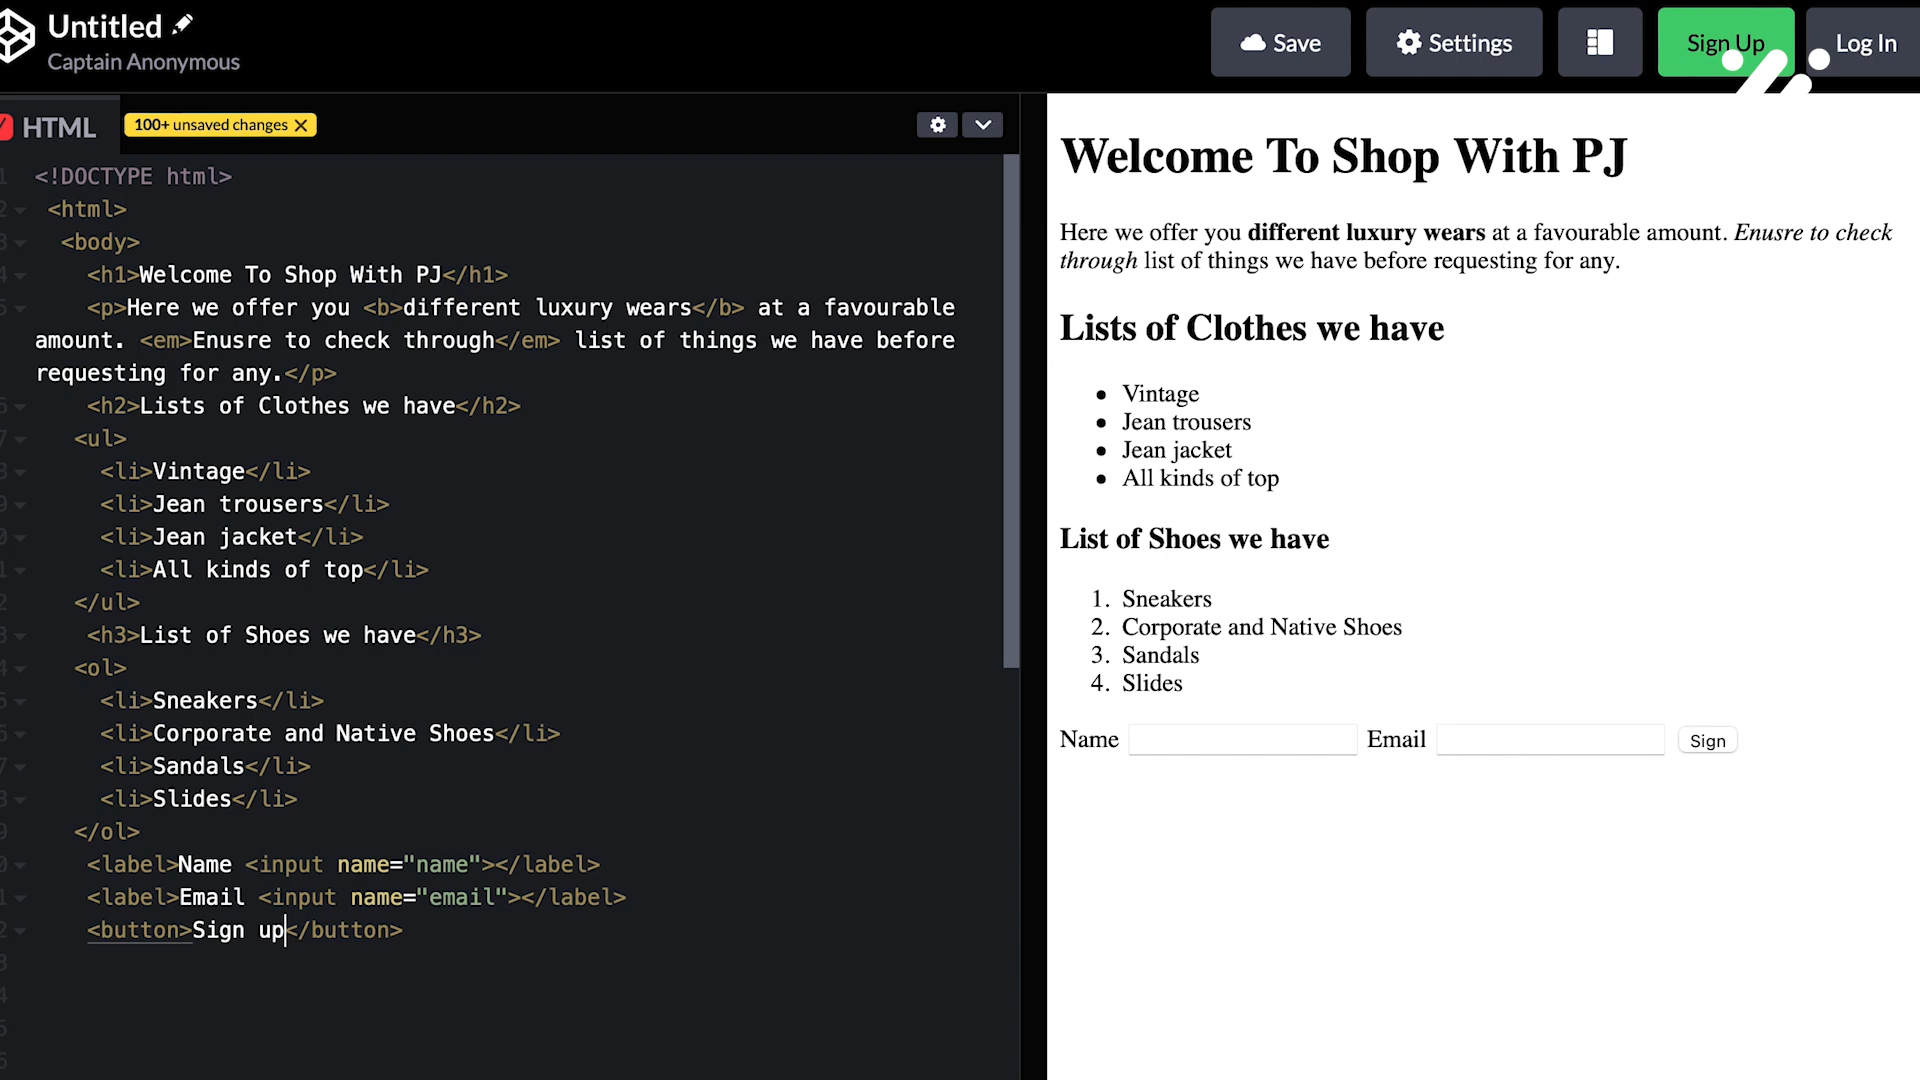 Untitled
Captain Anonymous
Save
Settings
Sign Up
Log In
HTML
100+ unsaved changes
<!DOCTYPE html>
<html>
<body>
<h1>Welcome To Shop With PJ</h1>
<p>Here we offer you <b>different luxury wears</b> at a favourable
amount. <em>Enusre to check through</em> list of things we have before
requesting for any.</p>
<h2>Lists of Clothes we have</h2>
<ul>
<li>Vintage</li>
<li>Jean trousers</li>
<li>Jean jacket</li>
<li>All kinds of top</li>
</ul>
<h3>List of Shoes we have</h3>
<ol>
<li>Sneakers</li>
<li>Corporate and Native Shoes</li>
<li>Sandals</li>
<li>Slides</li>
</ol>
<label>Name <input name="name"></label>
<label>Email <input name="email"></label>
<button>Sign up</button>
Welcome To Shop With PJ
Here we offer you different luxury wears at a favourable amount. Enusre to check
through list of things we have before requesting for any.
Lists of Clothes we have
• Vintage
• Jean trousers
• Jean jacket
• All kinds of top
List of Shoes we have
1. Sneakers
2. Corporate and Native Shoes
3. Sandals
4. Slides
Name Email Sign